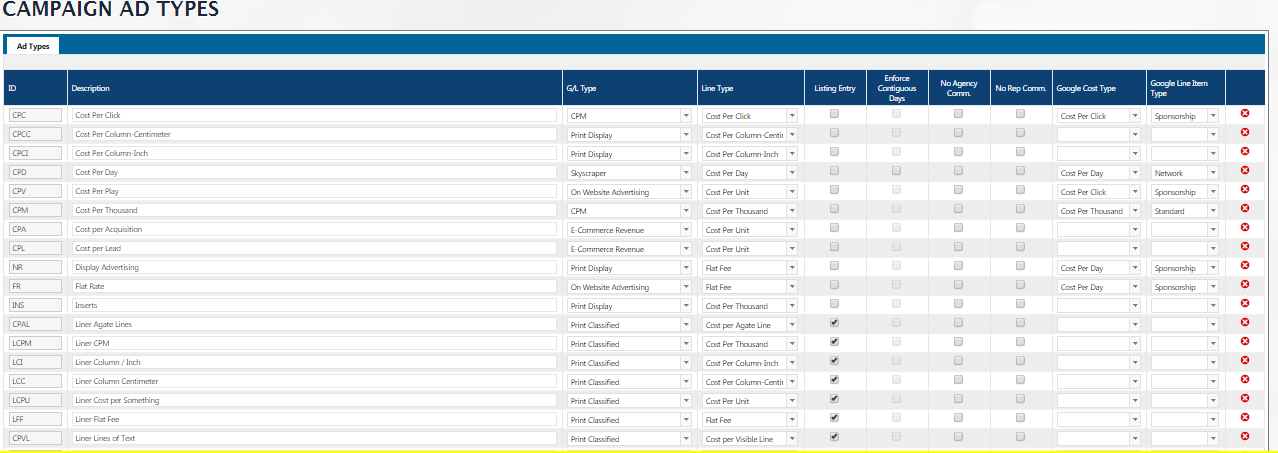 CAMPAIGN AD TYPES
Ad Types
ID Description G/L Type Line Type Listing Entry Enforce Contiguous Days No Agency Comm. No Rep Comm. Google Cost Type Google Line Item Type
CPC Cost Per Click CPM Cost Per Click Cost Per Click Sponsorship
CPCC Cost Per Column-Centimeter Print Display Cost Per Column-Centi
CPCI Cost Per Column-Inch Print Display Cost Per Column-Inch
CPD Cost Per Day Skyscraper Cost Per Day Cost Per Day Network
CPV Cost Per Play On Website Advertising Cost Per Unit Cost Per Click Sponsorship
CPM Cost Per Thousand CPM Cost Per Thousand Cost Per Thousand Standard
CPA Cost per Acquisition E-Commerce Revenue Cost Per Unit
CPL Cost per Lead E-Commerce Revenue Cost Per Unit
NR Display Advertising Print Display Flat Fee Cost Per Day Sponsorship
FR Flat Rate On Website Advertising Flat Fee Cost Per Day Sponsorship
INS Inserts Print Display Cost Per Thousand
CPAL Liner Agate Lines Print Classified Cost per Agate Line
LCPM Liner CPM Print Classified Cost Per Thousand
LCI Liner Column / Inch Print Classified Cost Per Column-Inch
LCC Liner Column Centimeter Print Classified Cost Per Column-Centi
LCPU Liner Cost per Something Print Classified Cost Per Unit
LFF Liner Flat Fee Print Classified Flat Fee
CPVL Liner Lines of Text Print Classified Cost per Visible Line